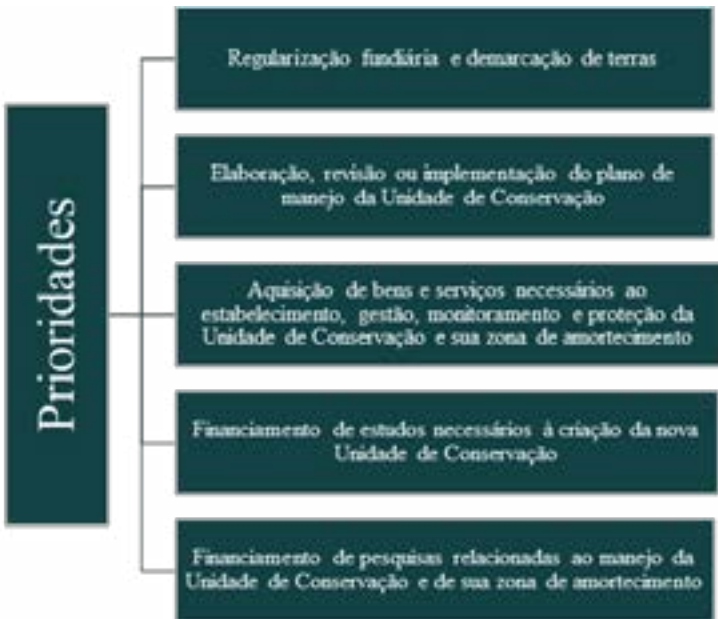 Prioridades
Regularização fundiária e demarcação de terras
Elaboração, revisão ou implementação do plano de
manejo da Unidade de Conservação
Aquisição de bens e serviços necessários ao
estabelecimento, gestão, monitoramento e proteção da
Unidade de Conservação e sua zona de amortecimento
Financiamento de estudos necessários à criação da nova
Unidade de Conservação
Financiamento de pesquisas relacionadas ao manejo da
Unidade de Conservação e de sua zona de amortecimento